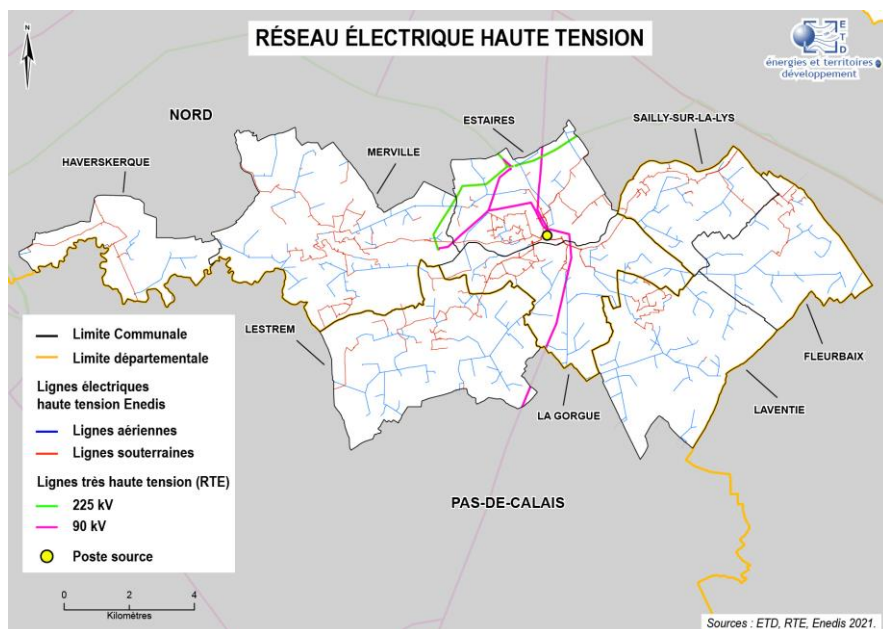 RÉSEAU ÉLECTRIQUE HAUTE TENSION
N
E
T
D
énergies et territoires
développement
NORD
ESTAIRES
SAILLY-SUR-LA-LYS
MERVILLE
HAVERSKERQUE
LESTREM
FLEURBAIX
LA GORGUE
LAVENTIE
PAS-DE-CALAIS
Limite Communale
Limite départementale
Lignes électriques
haute tension Enedis
Lignes aériennes
Lignes souterraines
Lignes très haute tension (RTE)
225 kV
90 kV
Poste source
0 2 4
Kilomètres
Sources : ETD, RTE, Enedis 2021.